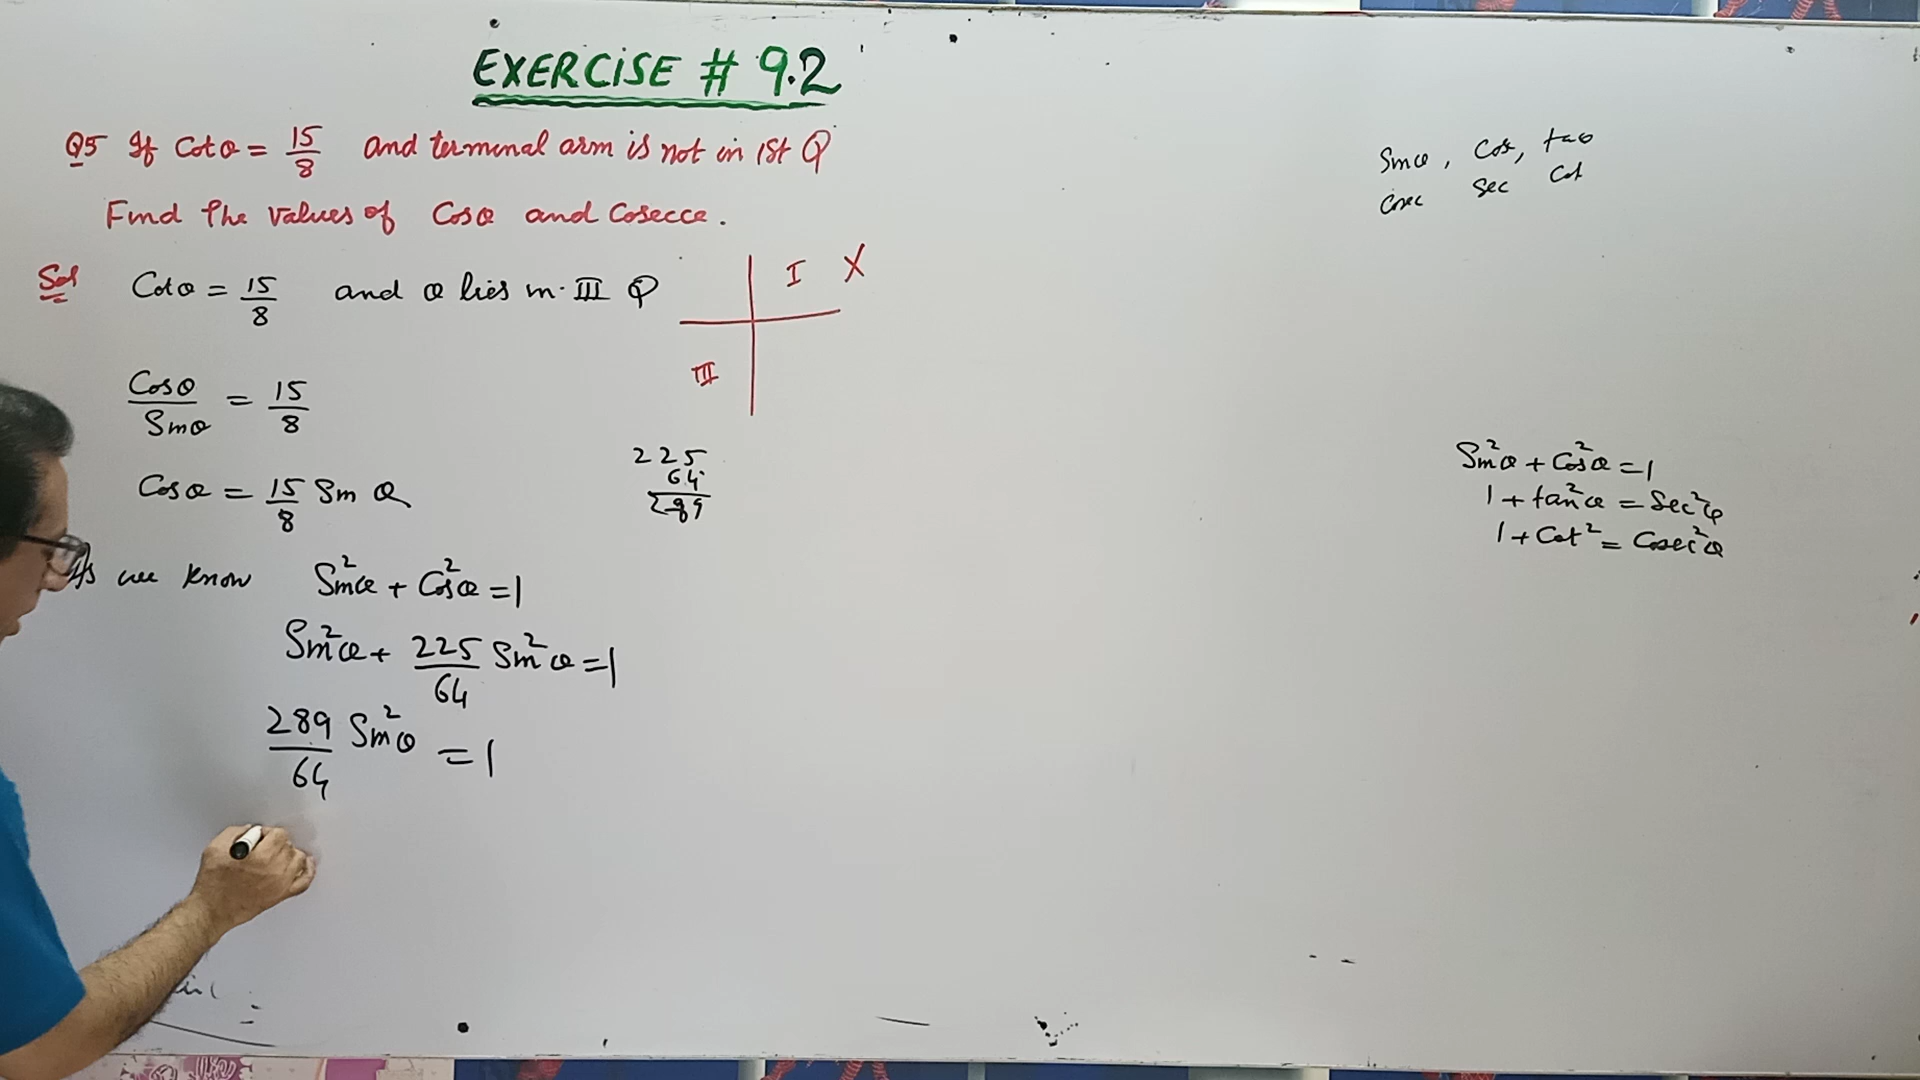 EXERCISE # 9.2
Q5 If Cotθ = 15/8 and terminal arm is not in 1st Q
Find the values of Cosθ and Cosecθ.
Sol Cotθ = 15/8 and θ lies in III Q
I X
III
Cosθ/Sinθ = 15/8
Cosθ = 15/8 Sin θ
225
64
289
As we know Sin²θ + Cos²θ = 1
Sin²θ + 225/64 Sin²θ = 1
289/64 Sin²θ = 1
Sinθ, Cos, tan
Cosec Sec Cot
Sin²θ + Cos²θ = 1
1 + tan²θ = Sec²θ
1 + Cot² = Cosec²θ